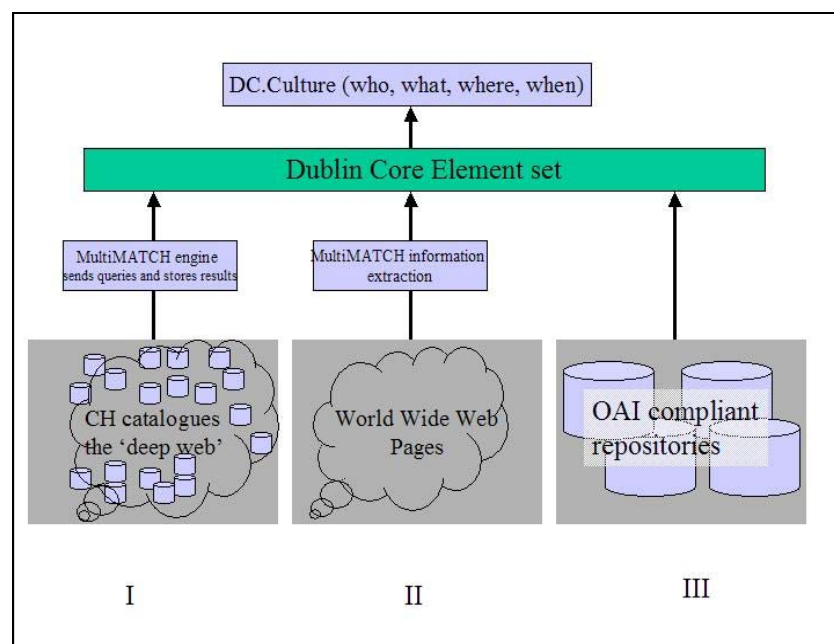 DC.Culture (who, what, where, when)
Dublin Core Element set
MultiMATCH engine
sends queries and stores results
MultiMATCH information
extraction
CH catalogues
the ‘deep web’
World Wide Web
Pages
OAI compliant
repositories
I
II
III